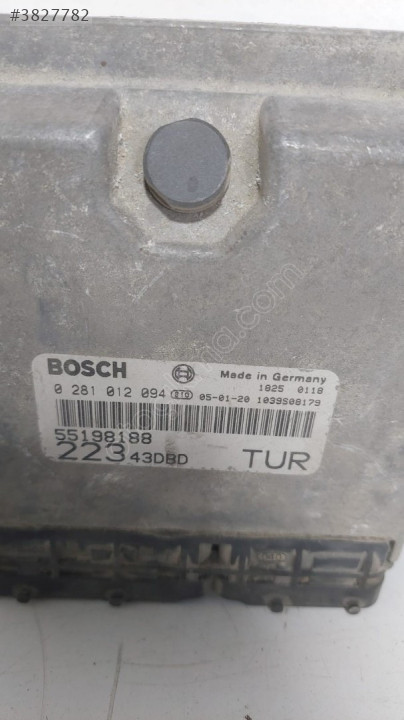 #3827782
BOSCH
Made in Germany
1825 0118
0 281 012 094 05-01-20 1039S08179
55198188
223 43DBD TUR